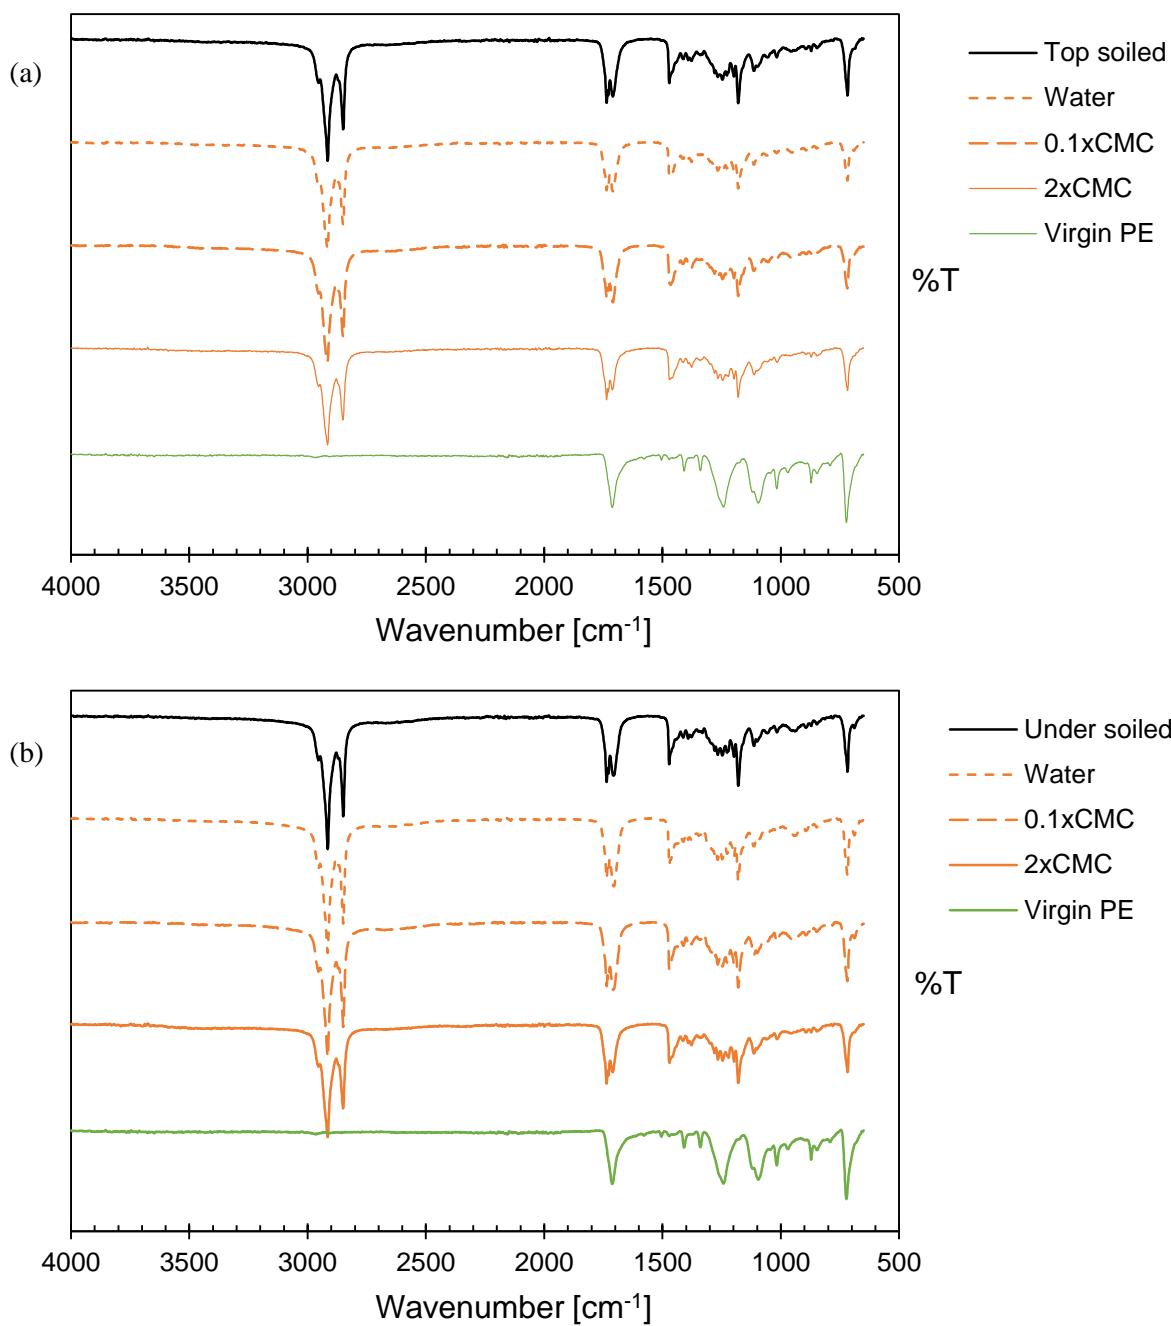 (a)
Top soiled
Water
0.1xCMC
2xCMC
Virgin PE
%T
4000 3500 3000 2500 2000 1500 1000 500
Wavenumber [cm-1]
(b)
Under soiled
Water
0.1xCMC
2xCMC
Virgin PE
%T
4000 3500 3000 2500 2000 1500 1000 500
Wavenumber [cm-1]